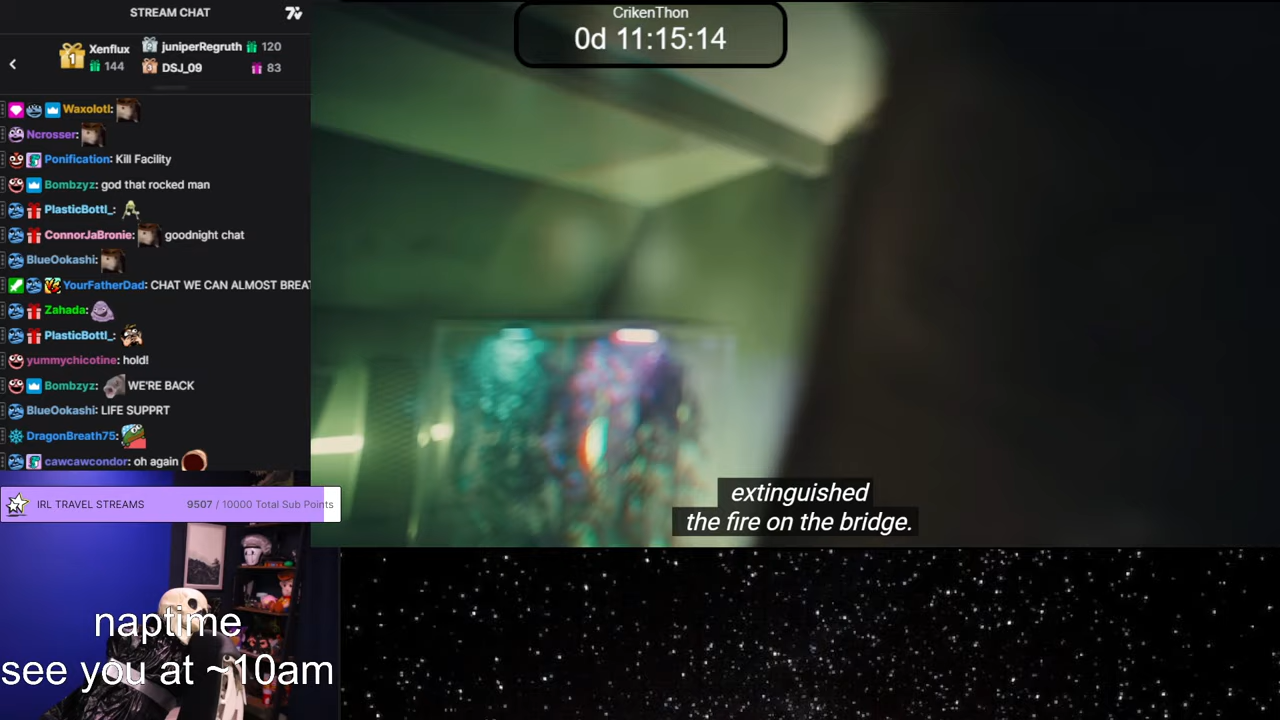 STREAM CHAT
Xenflux
144
juniperRegruth 120
DSJ_09 83
Waxolotl:
Ncrosser:
Ponification: Kill Facility
Bombzyz: god that rocked man
PlasticBottl_:
ConnorJaBronie: goodnight chat
BlueOokashi:
YourFatherDad: CHAT WE CAN ALMOST BREAT
Zahada:
PlasticBottl_:
yummychicotine: hold!
Bombzyz: WE'RE BACK
BlueOokashi: LIFE SUPPRT
DragonBreath75:
cawcawcondor: oh again
IRL TRAVEL STREAMS 9507 / 10000 Total Sub Points
naptime
see you at ~10am
CrikenThon
0d 11:15:14
extinguished
the fire on the bridge.